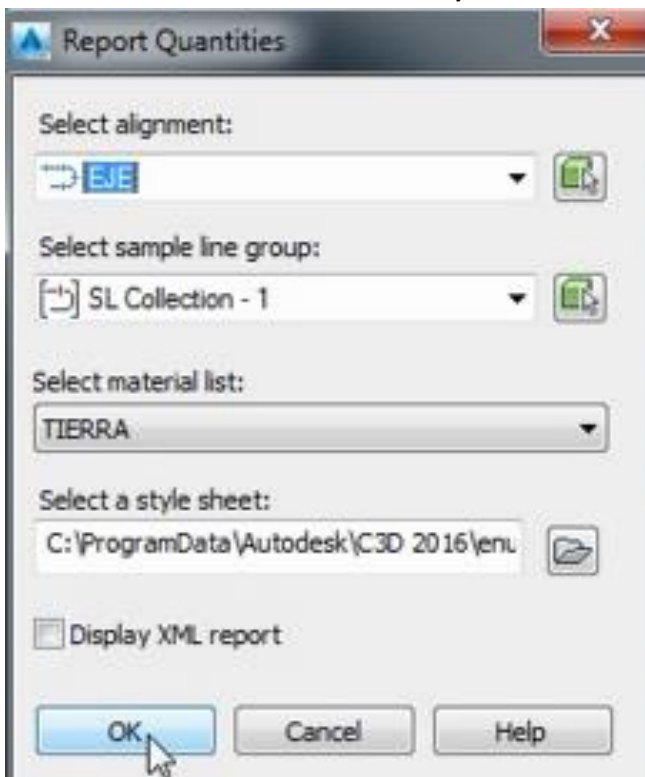 Report Quantities
Select alignment:
EJE
Select sample line group:
SL Collection - 1
Select material list:
TIERRA
Select a style sheet:
C:\ProgramData\Autodesk\C3D 2016\enu
Display XML report
OK Cancel Help